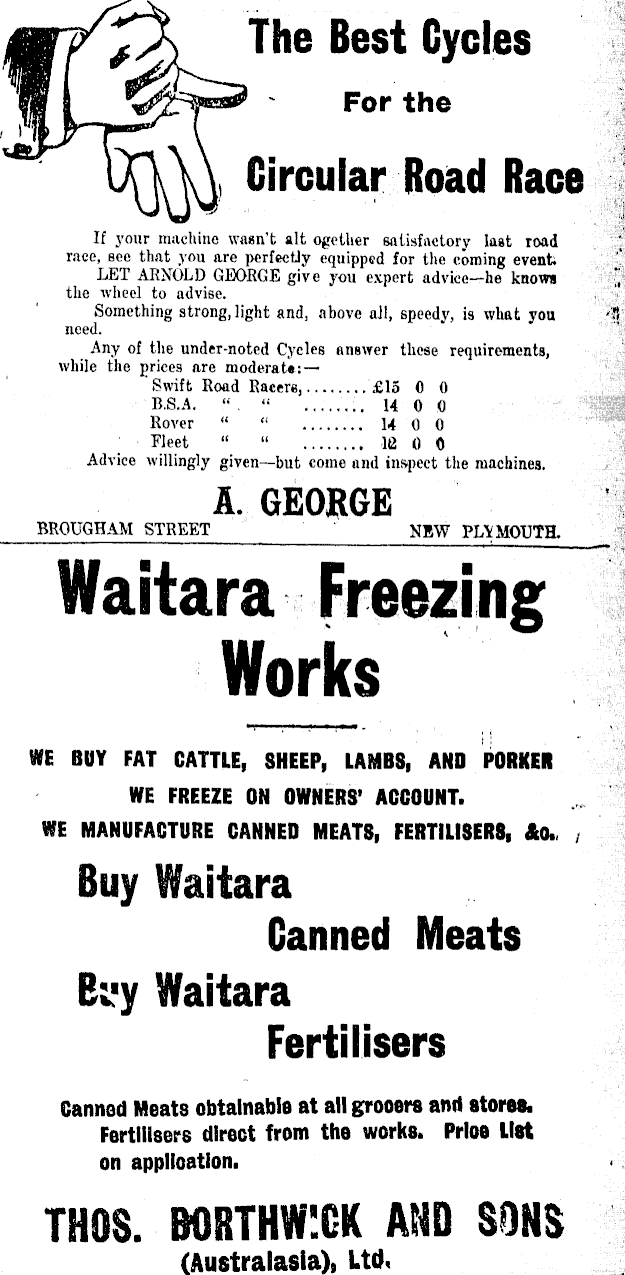 The Best Cycles
For the
Circular Road Race
If your machine wasn't alt ogether satisfactory last road
race, see that you are perfectly equipped for the coming event.
LET ARNOLD GEORGE give you expert advice—he knows
the wheel to advise.
Something strong, light and, above all, speedy, is what you
need.
Any of the under-noted Cycles answer these requirements,
while the prices are moderate:—
Swift Road Racers, ........ £15 0 0
B.S.A. " " ........ 14 0 0
Rover " " ........ 14 0 0
Fleet " " ........ 12 0 0
Advice willingly given—but come and inspect the machines.
A. GEORGE
BROUGHAM STREET NEW PLYMOUTH.
Waitara Freezing
Works
WE BUY FAT CATTLE, SHEEP, LAMBS, AND PORKER
WE FREEZE ON OWNERS' ACCOUNT.
WE MANUFACTURE CANNED MEATS, FERTILISERS, &c.
Buy Waitara
Canned Meats
Buy Waitara
Fertilisers
Canned Meats obtainable at all grocers and stores.
Fertilisers direct from the works. Price List
on application.
THOS. BORTHWICK AND SONS
(Australasia), Ltd.